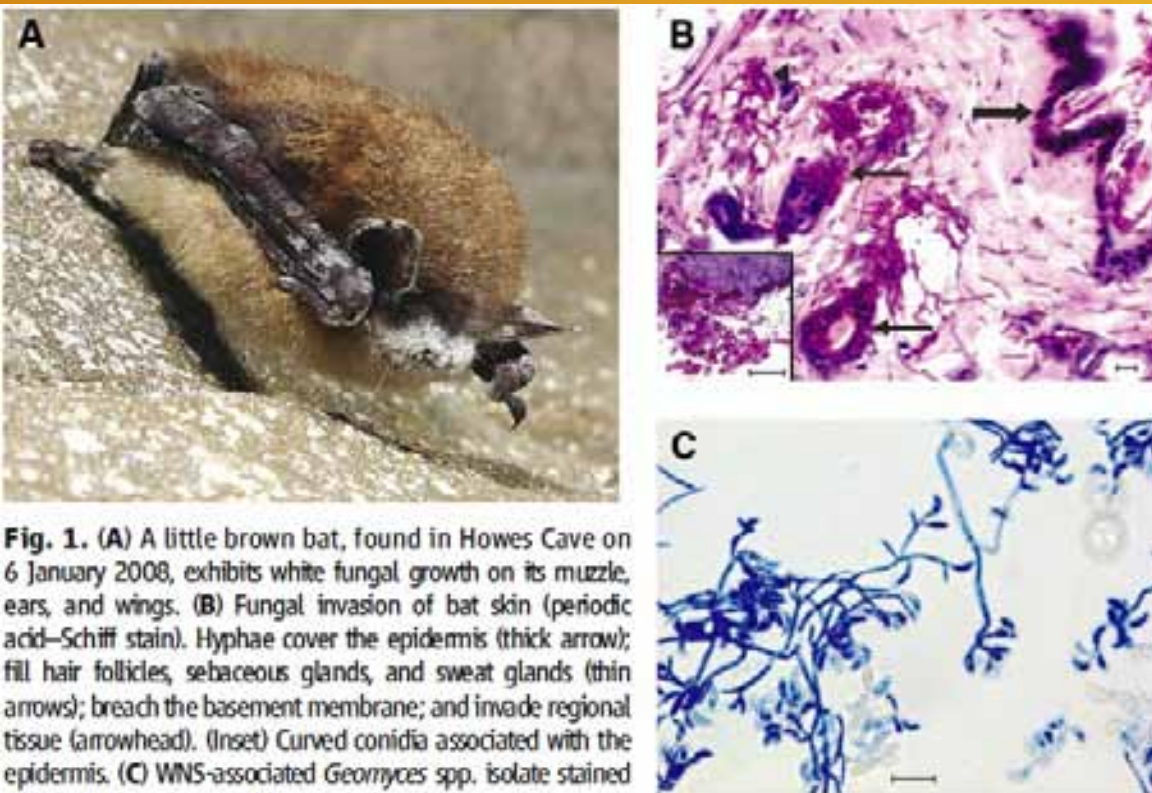 A
B
C
Fig. 1. (A) A little brown bat, found in Howes Cave on
6 January 2008, exhibits white fungal growth on its muzzle,
ears, and wings. (B) Fungal invasion of bat skin (periodic
acid–Schiff stain). Hyphae cover the epidermis (thick arrow);
fill hair follicles, sebaceous glands, and sweat glands (thin
arrows); breach the basement membrane; and invade regional
tissue (arrowhead). (Inset) Curved conidia associated with the
epidermis. (C) WNS-associated Geomyces spp. isolate stained